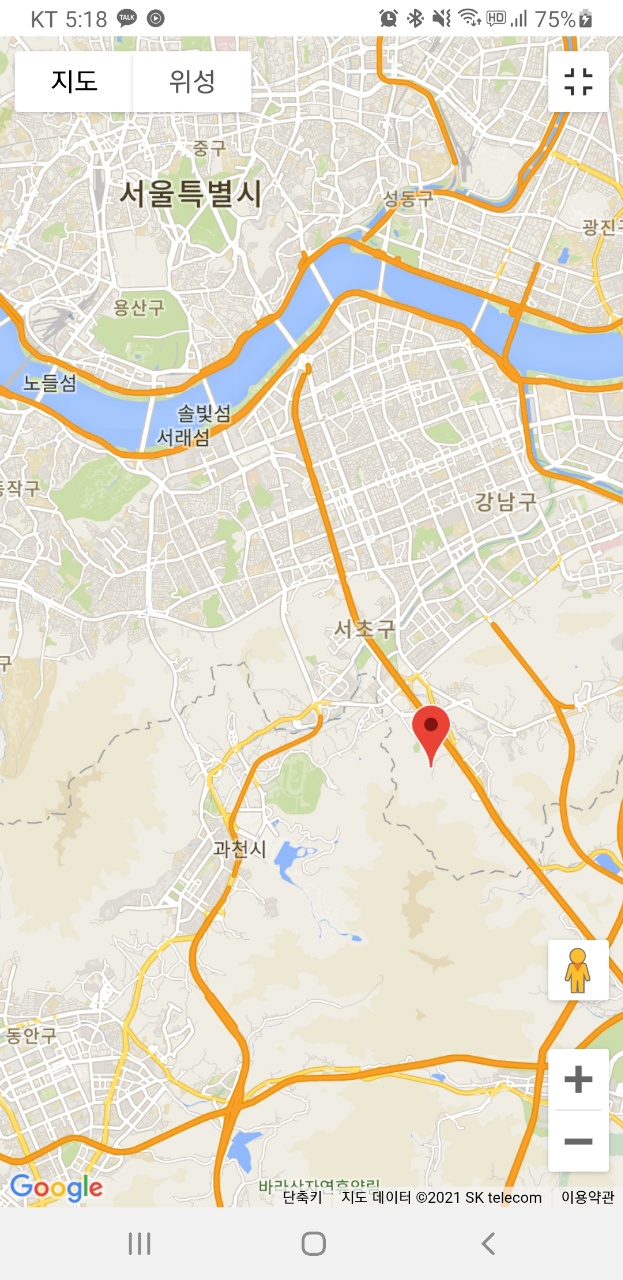 KT 5:18 TALK HD 75%
지도 위성
중구
서울특별시
성동구
광진구
용산구
노들섬
솔빛섬
서래섬
동작구
강남구
서초구
구
과천시
동안구
바라산자연휴양림
Google
단축키 지도 데이터 ©2021 SK telecom 이용약관